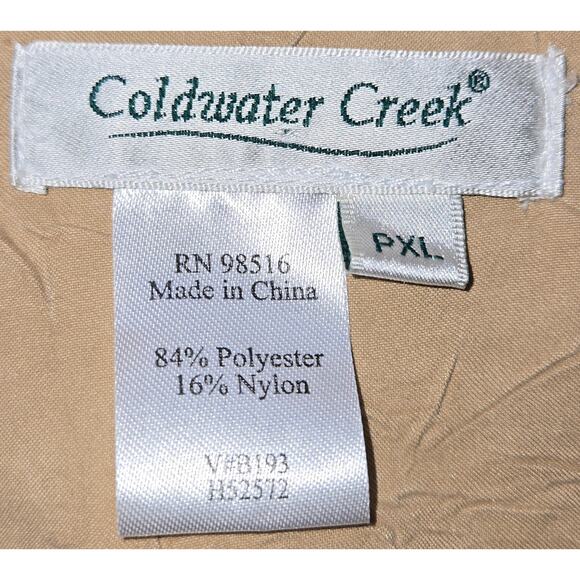 Coldwater Creek®
PXL
RN 98516
Made in China
84% Polyester
16% Nylon
V#B193
H52572